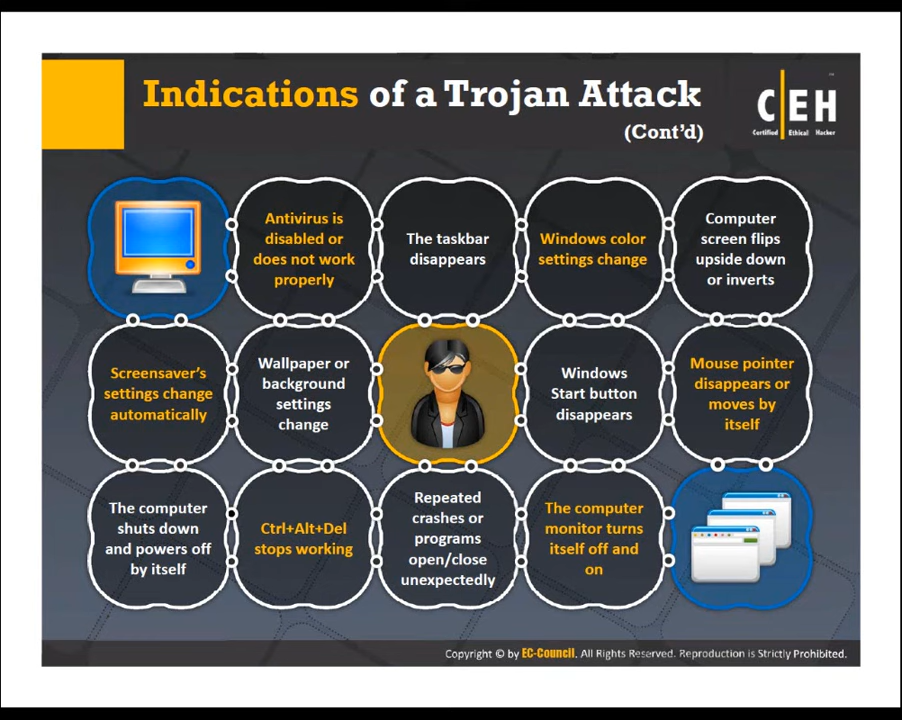 Indications of a Trojan Attack
(Cont'd)
C|EH
Certified Ethical Hacker
Antivirus is
disabled or
does not work
properly
The taskbar
disappears
Windows color
settings change
Computer
screen flips
upside down
or inverts
Screensaver's
settings change
automatically
Wallpaper or
background
settings
change
Windows
Start button
disappears
Mouse pointer
disappears or
moves by
itself
The computer
shuts down
and powers off
by itself
Ctrl+Alt+Del
stops working
Repeated
crashes or
programs
open/close
unexpectedly
The computer
monitor turns
itself off and
on
Copyright © by EC-Council. All Rights Reserved. Reproduction is Strictly Prohibited.